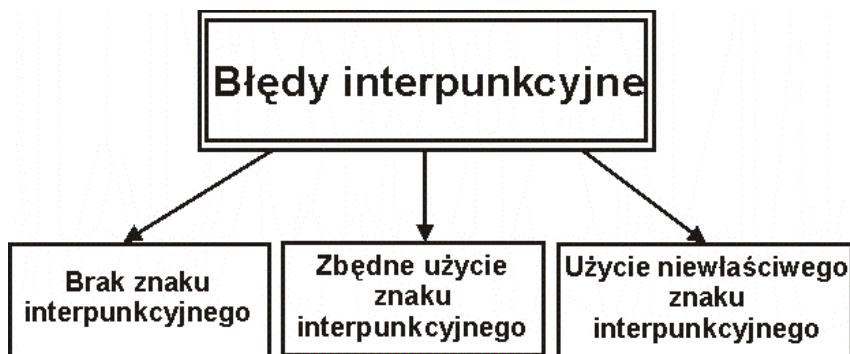 Błędy interpunkcyjne
Brak znaku
interpunkcyjnego
Zbędne użycie
znaku
interpunkcyjnego
Użycie niewłaściwego
znaku
interpunkcyjnego